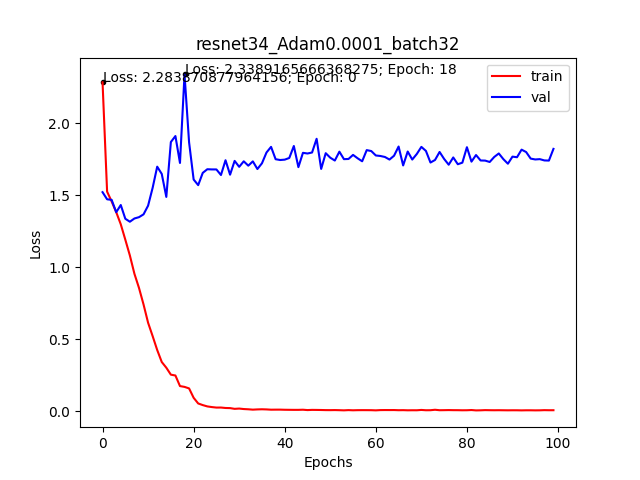 resnet34_Adam0.0001_batch32
Loss: 2.3389165666368275; Epoch: 18
Loss: 2.283370877964156; Epoch: 0
train
val
2.0
1.5
1.0
0.5
0.0
Loss
0 20 40 60 80 100
Epochs